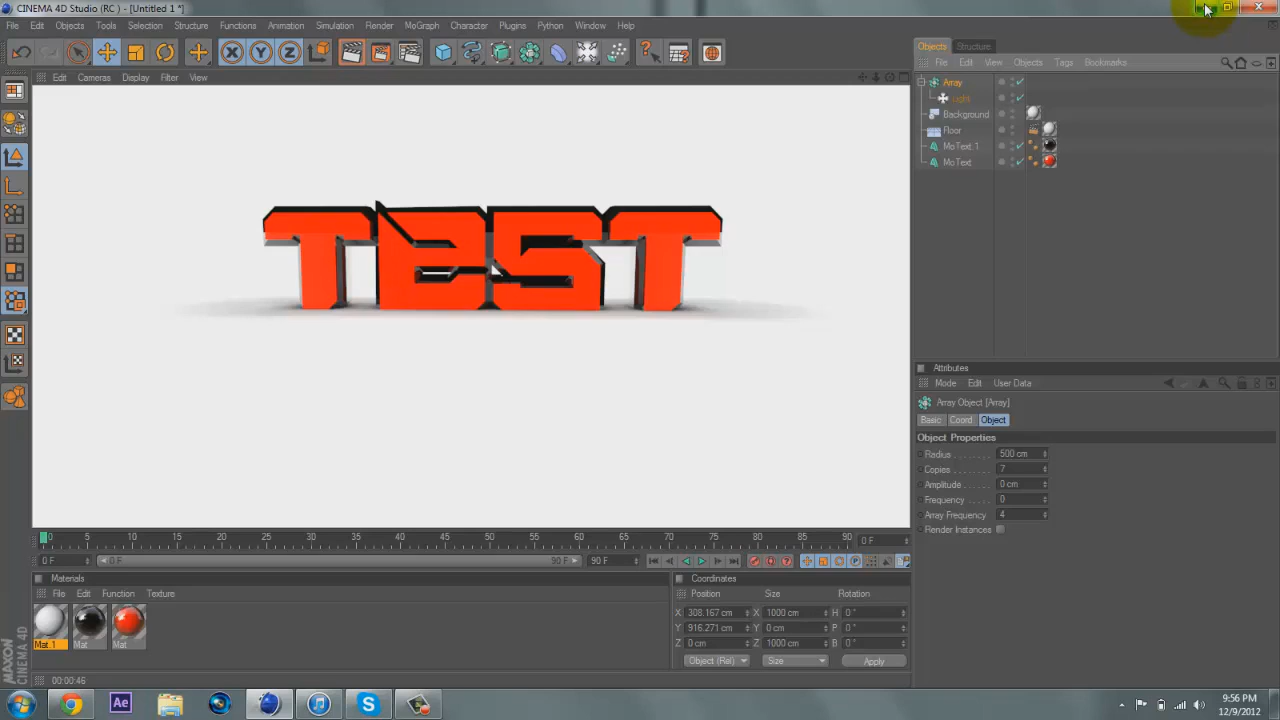 CINEMA 4D Studio (RC) - [Untitled 1 *]
File Edit Objects Tools Selection Structure Functions Animation Simulation Render MoGraph Character Plugins Python Window Help
Edit Cameras Display Filter View
TEST
Objects Structure
File Edit View Objects Tags Bookmarks
Array
Light
Background
Floor
MoText.1
MoText
Attributes
Mode Edit User Data
Array Object [Array]
Basic Coord Object
Object Properties
Radius 500 cm
Copies 7
Amplitude 0 cm
Frequency 0
Array Frequency 4
Render Instances
0 5 10 15 20 25 30 35 40 45 50 55 60 65 70 75 80 85 90 0 F
0 F 0 F 90 F 90 F
Materials
File Edit Function Texture
Mat.1 Mat Mat
Coordinates
Position Size Rotation
X 308.167 cm X 1000 cm H 0 °
Y 916.271 cm Y 0 cm P 0 °
Z 0 cm Z 1000 cm B 0 °
Object (Rel) Size Apply
MAXON CINEMA 4D
00:00:46
Ae
9:56 PM
12/9/2012